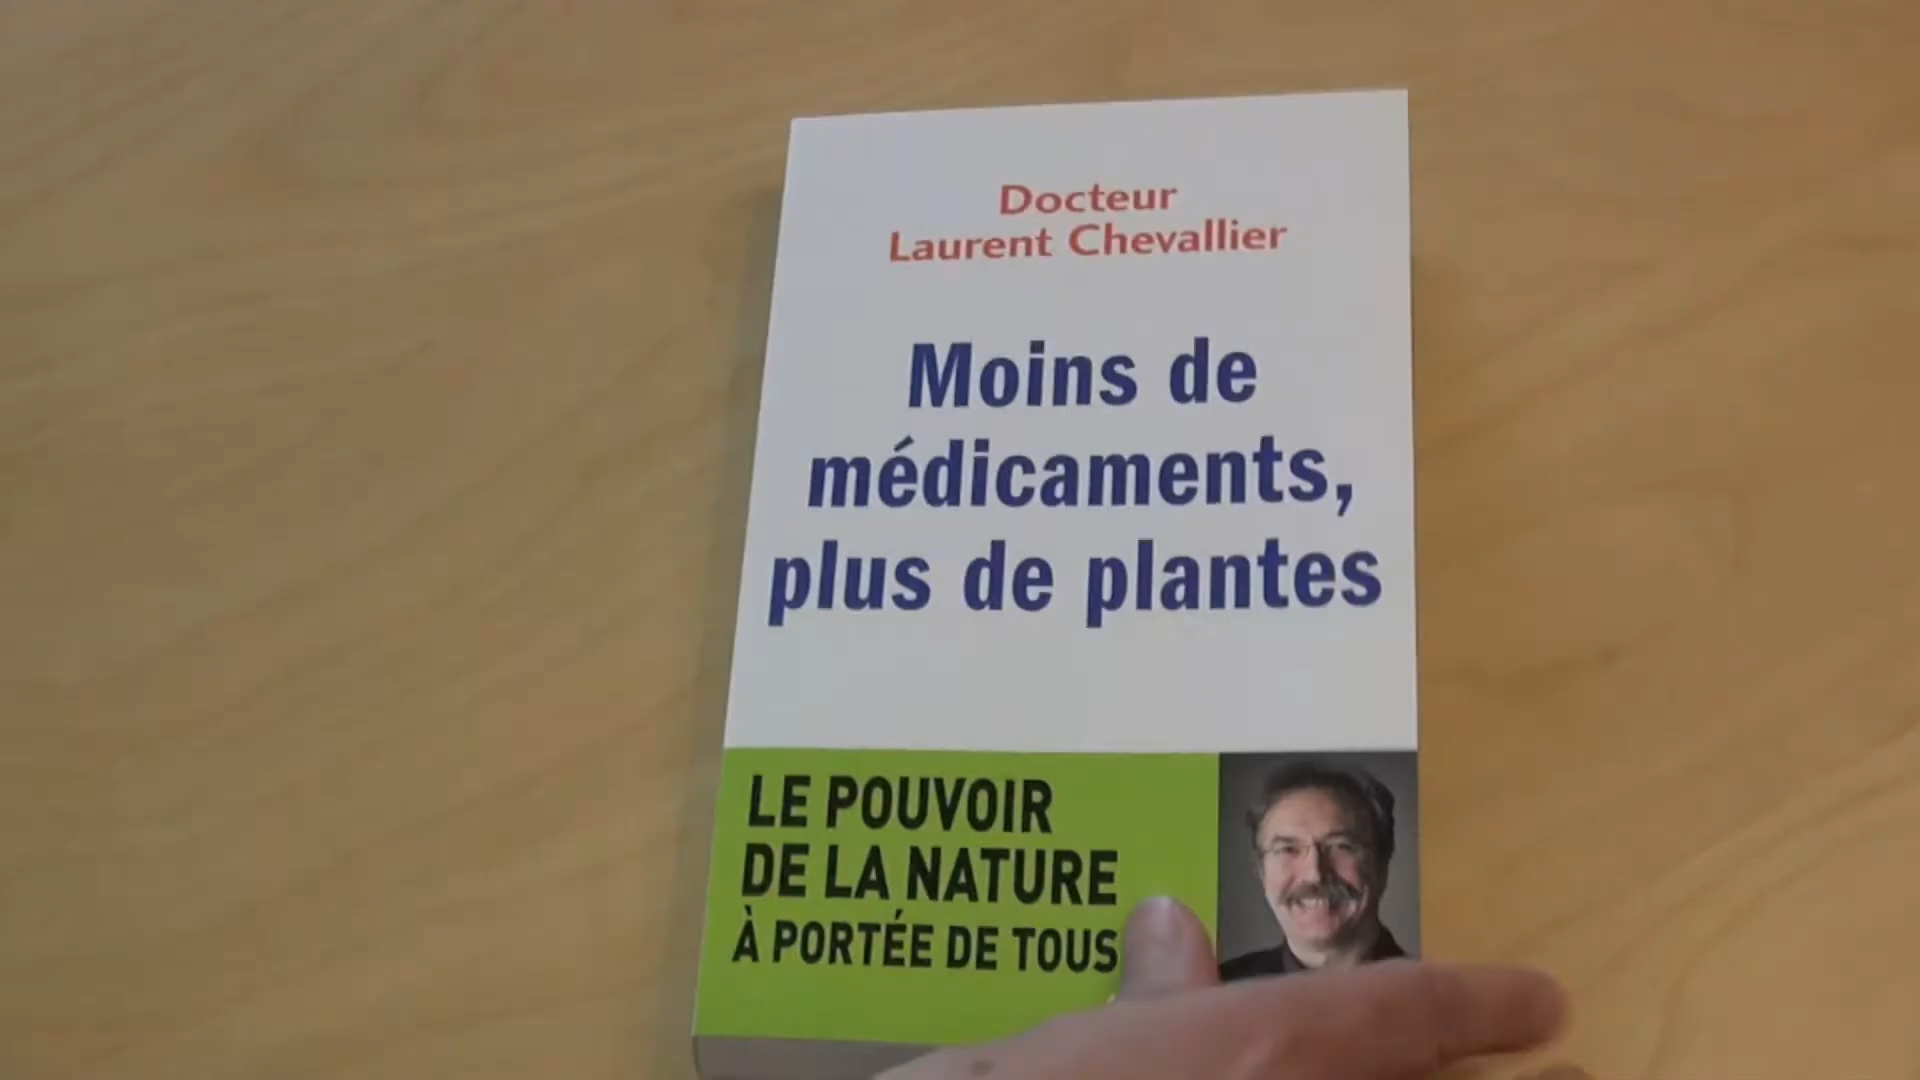 Docteur
Laurent Chevallier
Moins de
médicaments,
plus de plantes
LE POUVOIR
DE LA NATURE
À PORTÉE DE TOUS